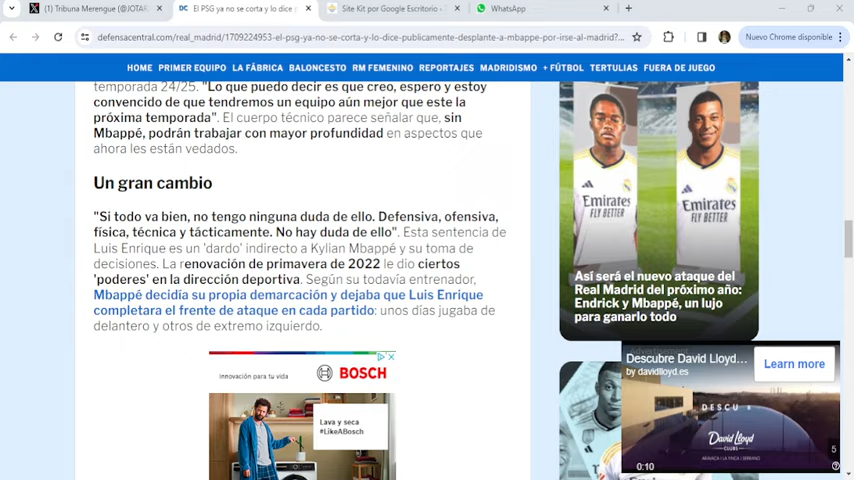 (1) Tribuna Merengue (@JOTAR
El PSG ya no se corta y lo dice p
Site Kit por Google Escritorio ‹
WhatsApp
defensacentral.com/real_madrid/1709224953-el-psg-ya-no-se-corta-y-lo-dice-publicamente-desplante-a-mbappe-por-irse-al-madrid?...
Nuevo Chrome disponible
HOME PRIMER EQUIPO LA FÁBRICA BALONCESTO RM FEMENINO REPORTAJES MADRIDISMO + FÚTBOL TERTULIAS FUERA DE JUEGO
temporada 24/25. "Lo que puedo decir es que creo, espero y estoy
convencido de que tendremos un equipo aún mejor que este la
próxima temporada". El cuerpo técnico parece señalar que, sin
Mbappé, podrán trabajar con mayor profundidad en aspectos que
ahora les están vedados.
Un gran cambio
"Si todo va bien, no tengo ninguna duda de ello. Defensiva, ofensiva,
física, técnica y tácticamente. No hay duda de ello". Esta sentencia de
Luis Enrique es un 'dardo' indirecto a Kylian Mbappé y su toma de
decisiones. La renovación de primavera de 2022 le dio ciertos
'poderes' en la dirección deportiva. Según su todavía entrenador,
Mbappé decidía su propia demarcación y dejaba que Luis Enrique
completara el frente de ataque en cada partido: unos días jugaba de
delantero y otros de extremo izquierdo.
Innovación para tu vida
BOSCH
Lava y seca
#LikeABosch
Emirates
FLY BETTER
Emirates
FLY BETTER
Así será el nuevo ataque del
Real Madrid del próximo año:
Endrick y Mbappé, un lujo
para ganarlo todo
Descubre David Lloyd...
by davidlloyd.es
Learn more
DESCU
David Lloyd
CLUBS
ARAVACA | LA FINCA | SERRANO
5
0:10